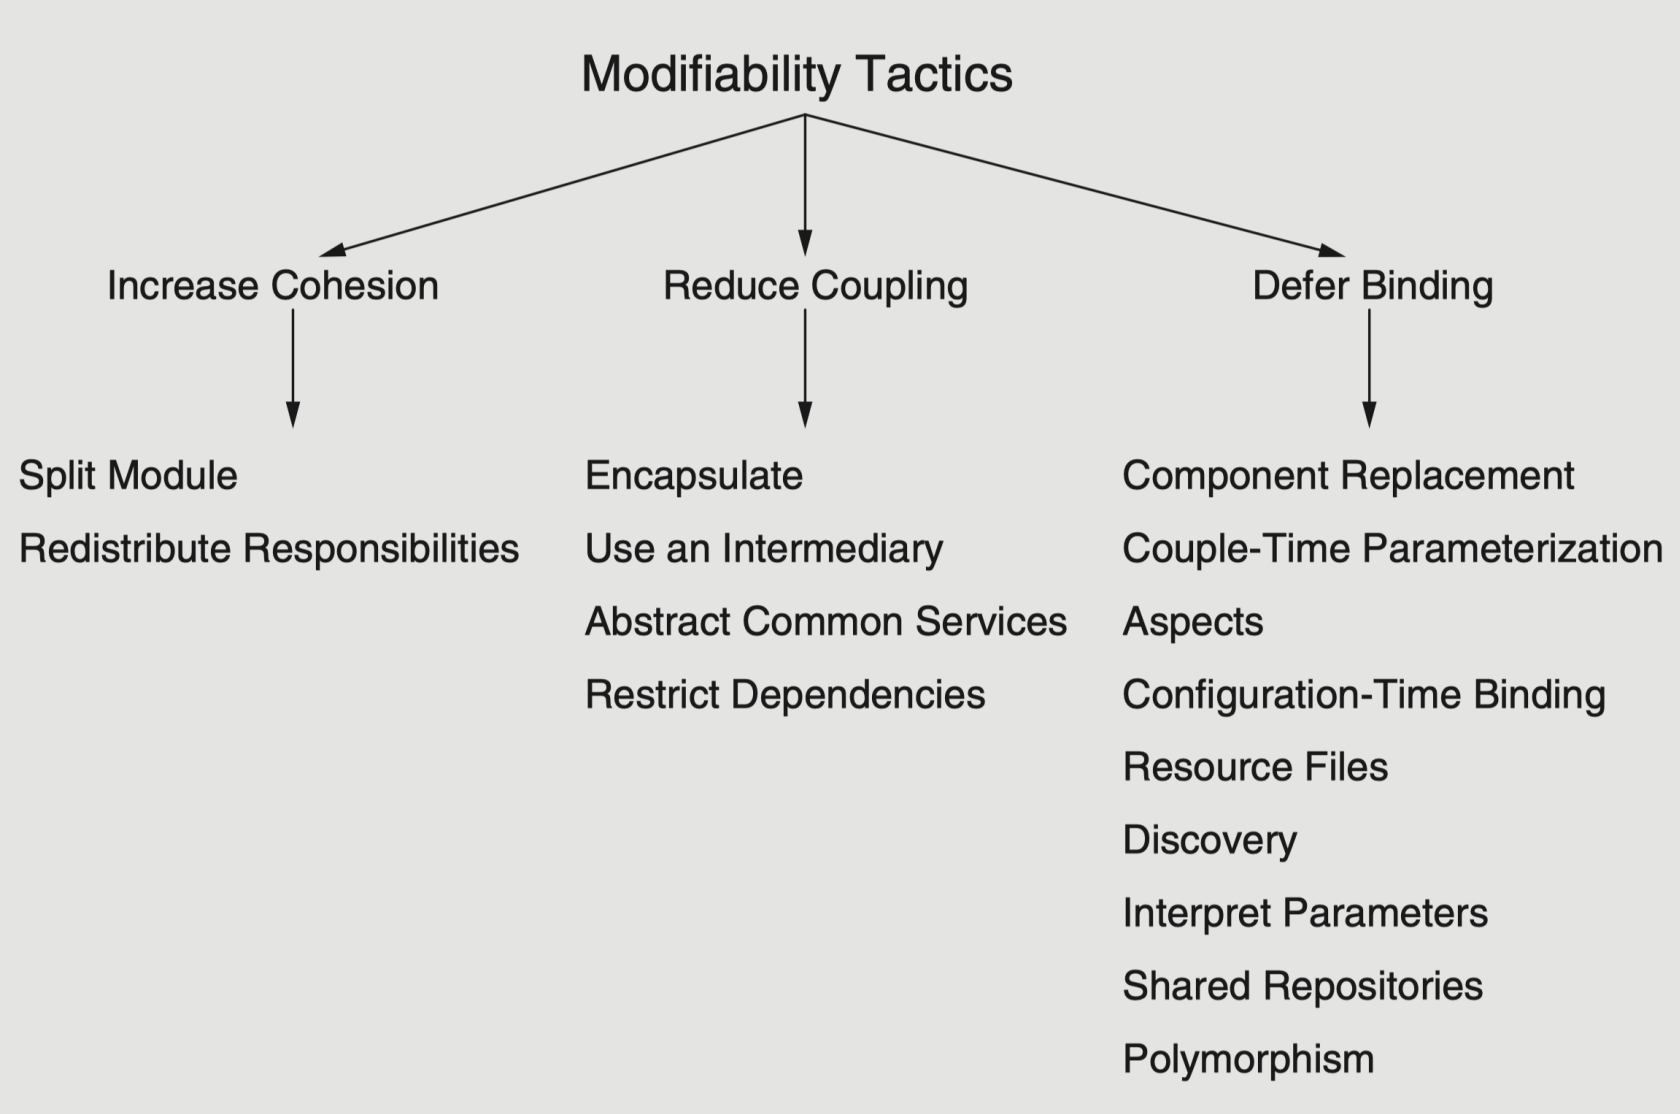 Modifiability Tactics
Increase Cohesion
Reduce Coupling
Defer Binding
Split Module
Redistribute Responsibilities
Encapsulate
Use an Intermediary
Abstract Common Services
Restrict Dependencies
Component Replacement
Couple-Time Parameterization
Aspects
Configuration-Time Binding
Resource Files
Discovery
Interpret Parameters
Shared Repositories
Polymorphism